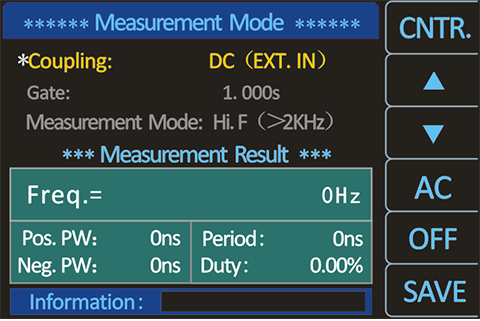 ****** Measurement Mode ******
*Coupling: DC（EXT. IN）
Gate: 1. 000s
Measurement Mode: Hi. F（>2KHz）
*** Measurement Result ***
Freq.= 0Hz
Pos. PW: 0ns Period: 0ns
Neg. PW: 0ns Duty: 0.00%
Information:
CNTR.
▲
▼
AC
OFF
SAVE